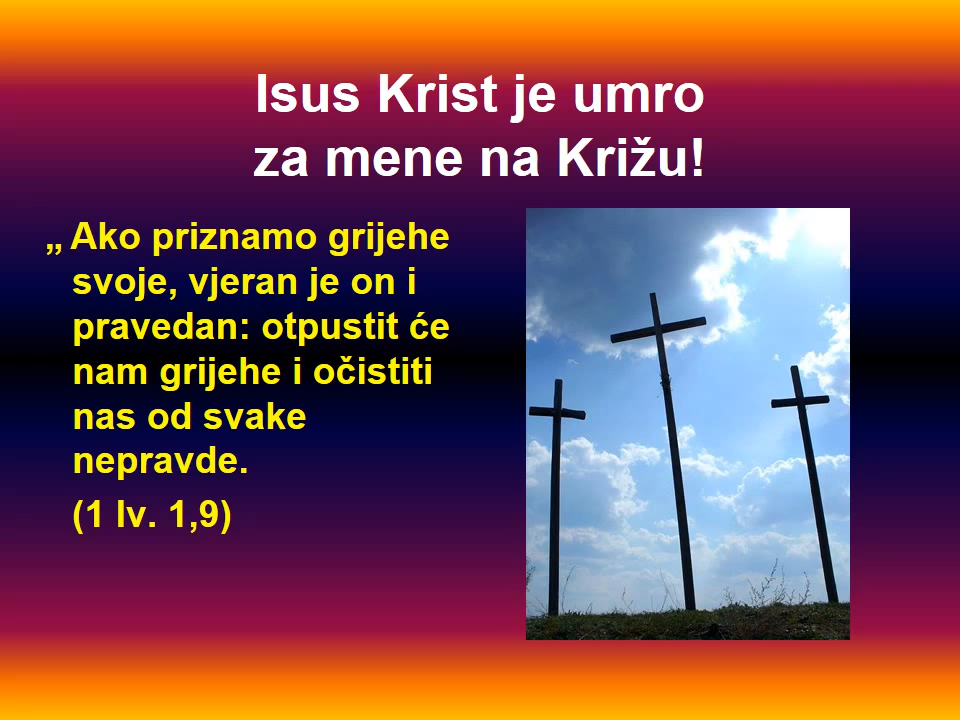 Isus Krist je umro
za mene na Križu!
„ Ako priznamo grijehe
svoje, vjeran je on i
pravedan: otpustit će
nam grijehe i očistiti
nas od svake
nepravde.
(1 Iv. 1,9)